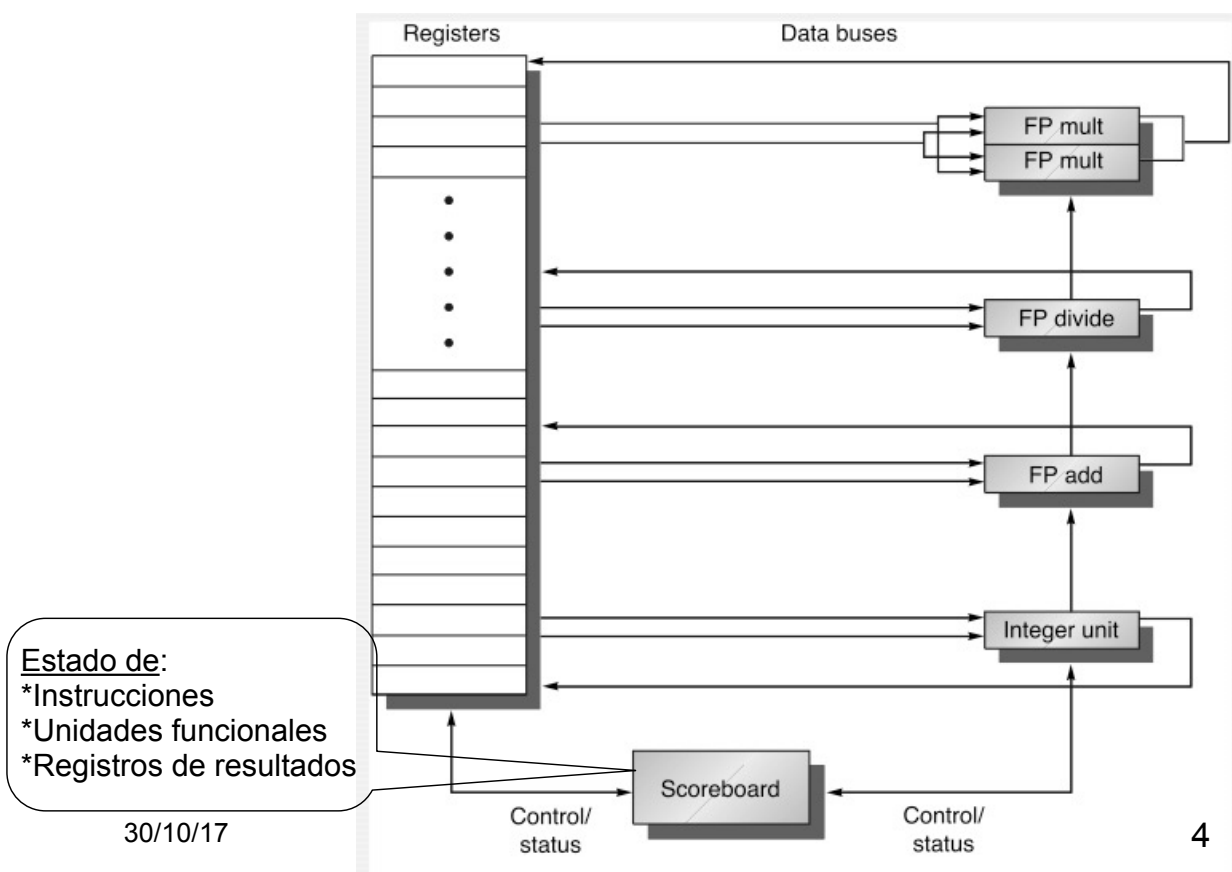 Registers
Data buses
FP mult
FP mult
FP divide
FP add
Integer unit
Estado de:
*Instrucciones
*Unidades funcionales
*Registros de resultados
Scoreboard
Control/
status
Control/
status
30/10/17
4